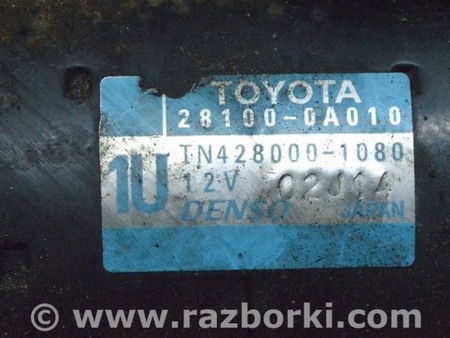 TOYOTA
28100-0A010
1U
TN428000-1080
12V 02J14
DENSO JAPAN
© www.razborki.com